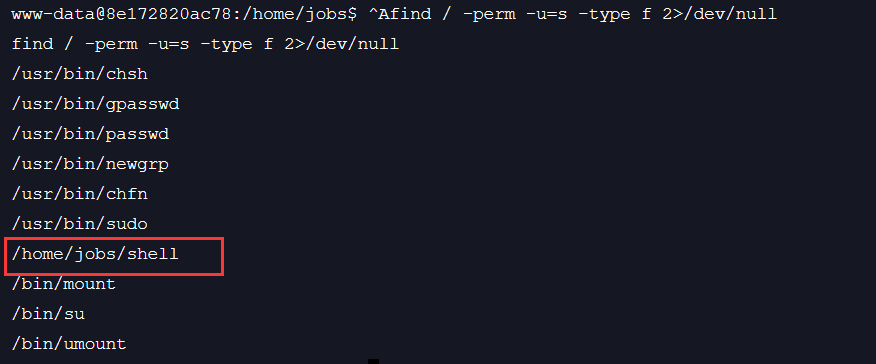 www-data@8e172820ac78:/home/jobs$ ^Afind / -perm -u=s -type f 2>/dev/null
find / -perm -u=s -type f 2>/dev/null
/usr/bin/chsh
/usr/bin/gpasswd
/usr/bin/passwd
/usr/bin/newgrp
/usr/bin/chfn
/usr/bin/sudo
/home/jobs/shell
/bin/mount
/bin/su
/bin/umount